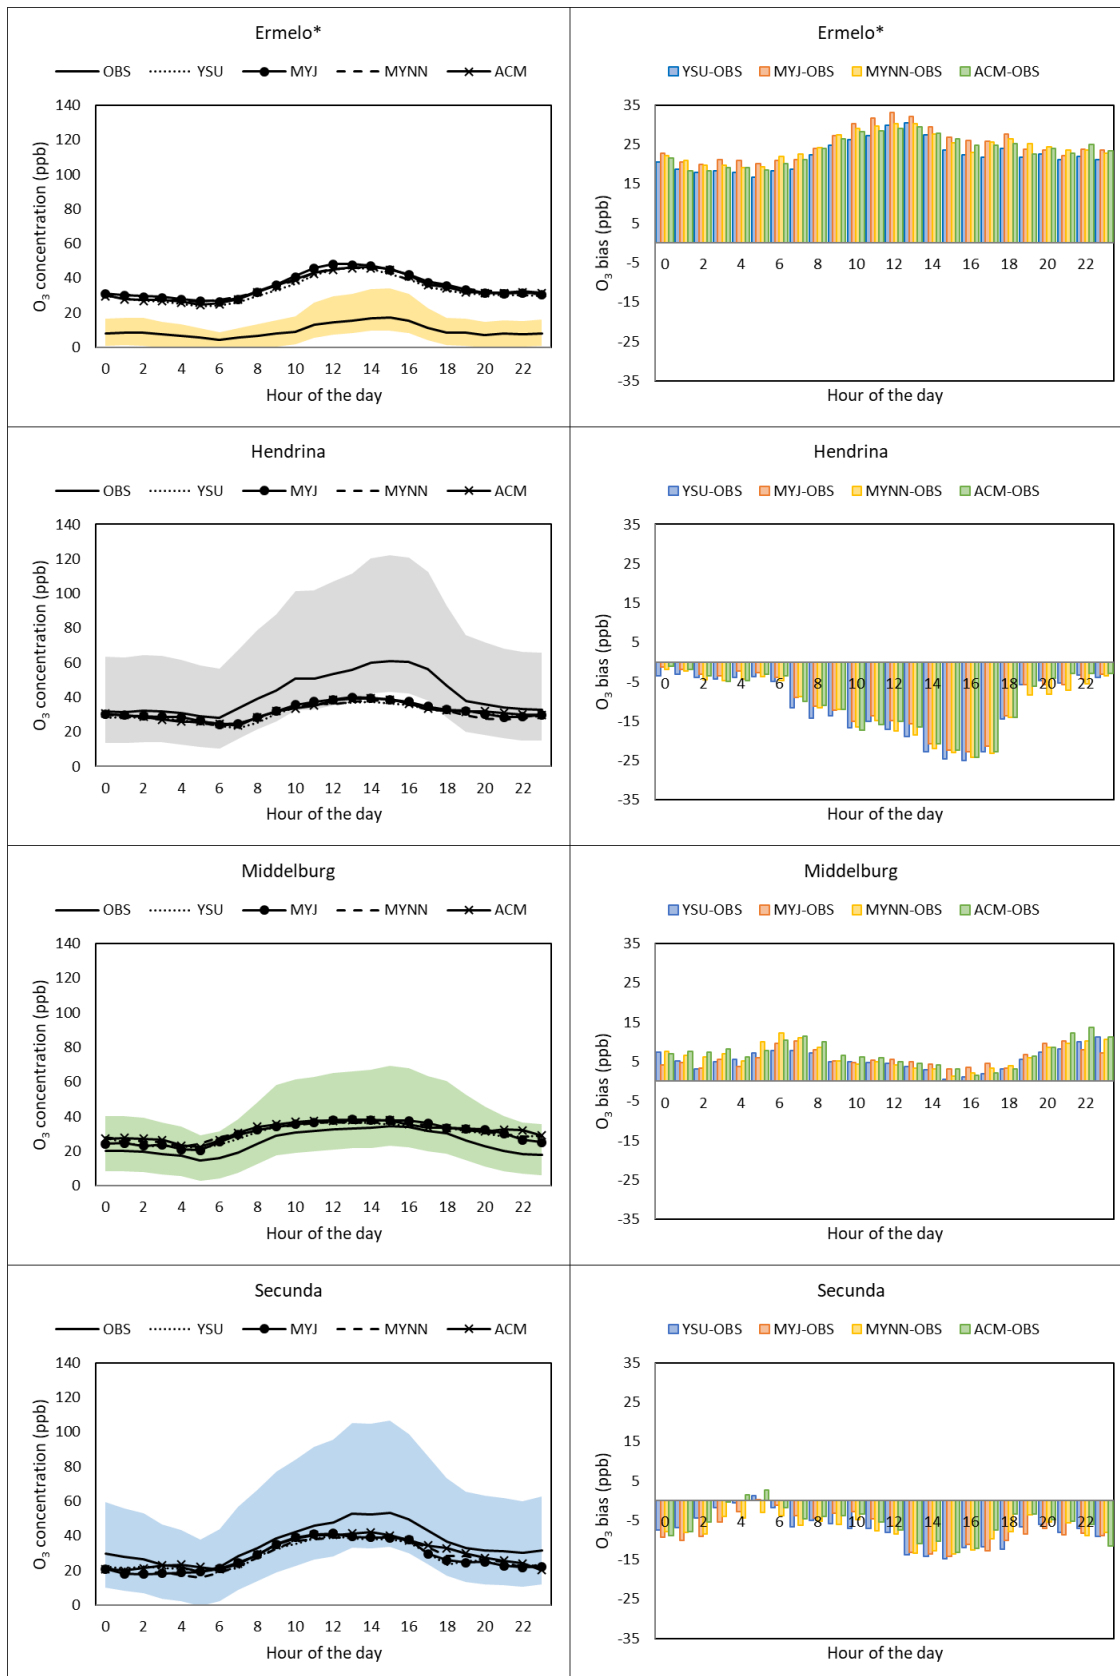 Ermelo*
OBS YSU MYJ MYNN ACM
140
120
100
80
60
40
20
0
O3 concentration (ppb)
0 2 4 6 8 10 12 14 16 18 20 22
Hour of the day
Ermelo*
YSU-OBS MYJ-OBS MYNN-OBS ACM-OBS
35
25
15
5
-5
-15
-25
-35
O3 bias (ppb)
0 2 4 6 8 10 12 14 16 18 20 22
Hour of the day
Hendrina
OBS YSU MYJ MYNN ACM
140
120
100
80
60
40
20
0
O3 concentration (ppb)
0 2 4 6 8 10 12 14 16 18 20 22
Hour of the day
Hendrina
YSU-OBS MYJ-OBS MYNN-OBS ACM-OBS
35
25
15
5
-5
-15
-25
-35
O3 bias (ppb)
0 2 4 6 8 10 12 14 16 18 20 22
Hour of the day
Middelburg
OBS YSU MYJ MYNN ACM
140
120
100
80
60
40
20
0
O3 concentration (ppb)
0 2 4 6 8 10 12 14 16 18 20 22
Hour of the day
Middelburg
YSU-OBS MYJ-OBS MYNN-OBS ACM-OBS
35
25
15
5
-5
-15
-25
-35
O3 bias (ppb)
0 2 4 6 8 10 12 14 16 18 20 22
Hour of the day
Secunda
OBS YSU MYJ MYNN ACM
140
120
100
80
60
40
20
0
O3 concentration (ppb)
0 2 4 6 8 10 12 14 16 18 20 22
Hour of the day
Secunda
YSU-OBS MYJ-OBS MYNN-OBS ACM-OBS
35
25
15
5
-5
-15
-25
-35
O3 bias (ppb)
0 2 4 6 8 10 12 14 16 18 20 22
Hour of the day